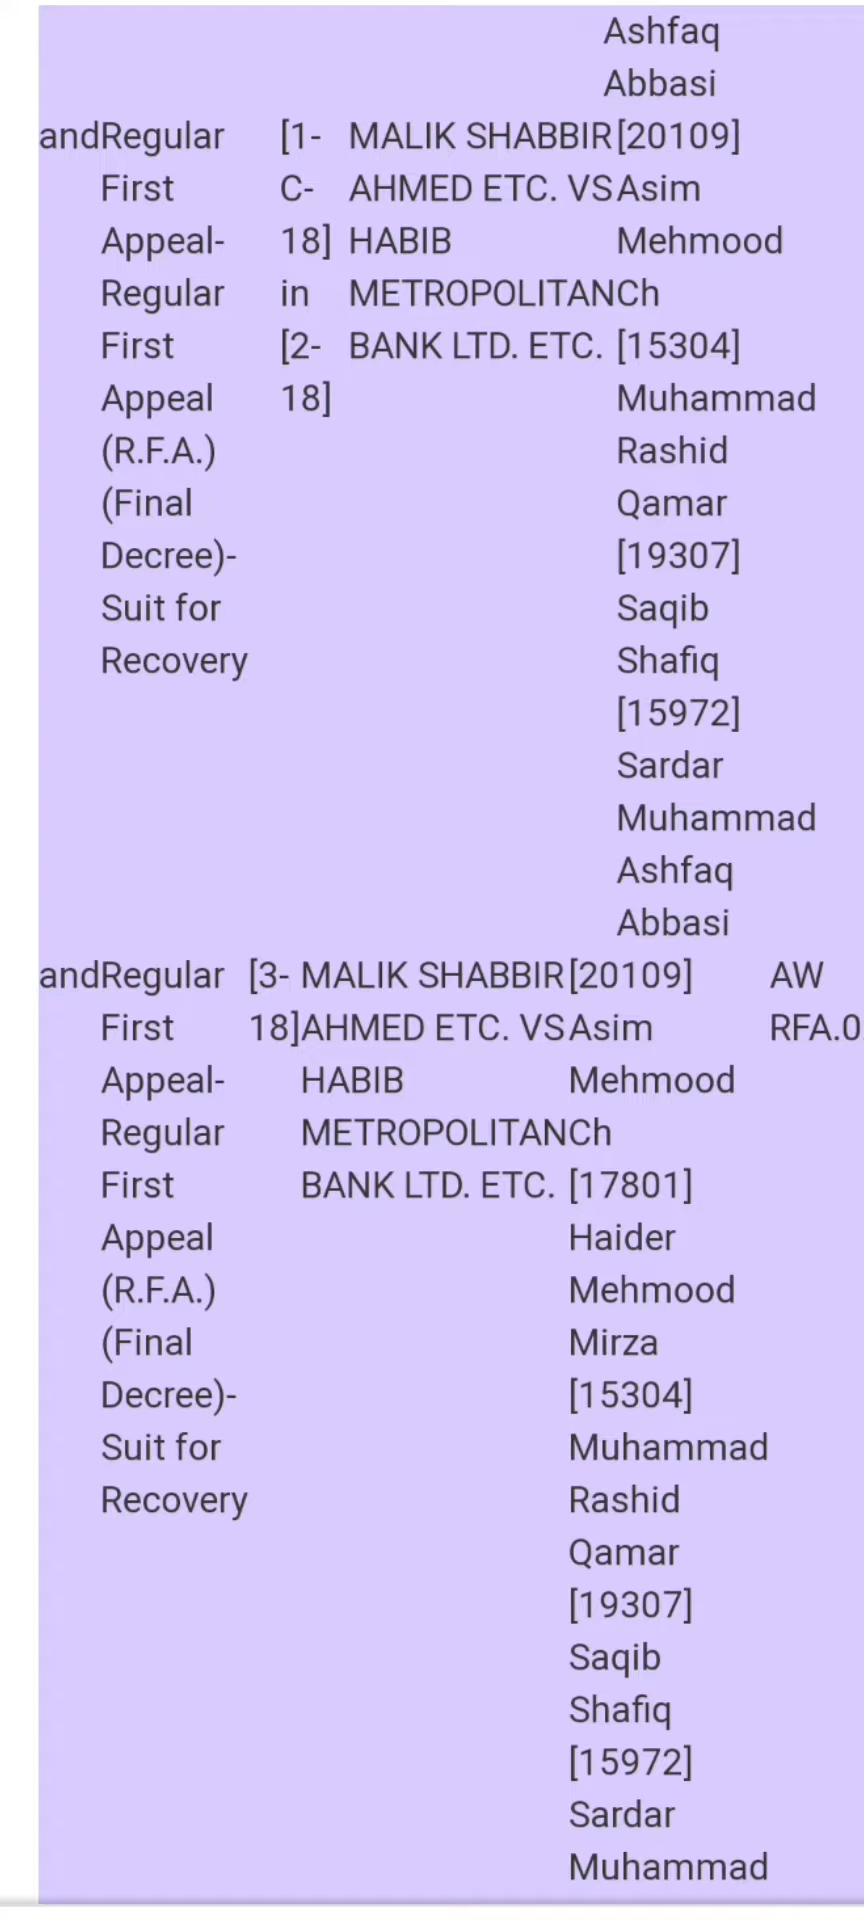 Ashfaq
Abbasi
andRegular [1- MALIK SHABBIR[20109]
First C- AHMED ETC. VS Asim
Appeal- 18] HABIB Mehmood
Regular in METROPOLITANCh
First [2- BANK LTD. ETC. [15304]
Appeal 18] Muhammad
(R.F.A.) Rashid
(Final Qamar
Decree)- [19307]
Suit for Saqib
Recovery Shafiq
[15972]
Sardar
Muhammad
Ashfaq
Abbasi
andRegular [3- MALIK SHABBIR[20109] AW
First 18]AHMED ETC. VS Asim RFA.0
Appeal- HABIB Mehmood
Regular METROPOLITANCh
First BANK LTD. ETC. [17801]
Appeal Haider
(R.F.A.) Mehmood
(Final Mirza
Decree)- [15304]
Suit for Muhammad
Recovery Rashid
Qamar
[19307]
Saqib
Shafiq
[15972]
Sardar
Muhammad